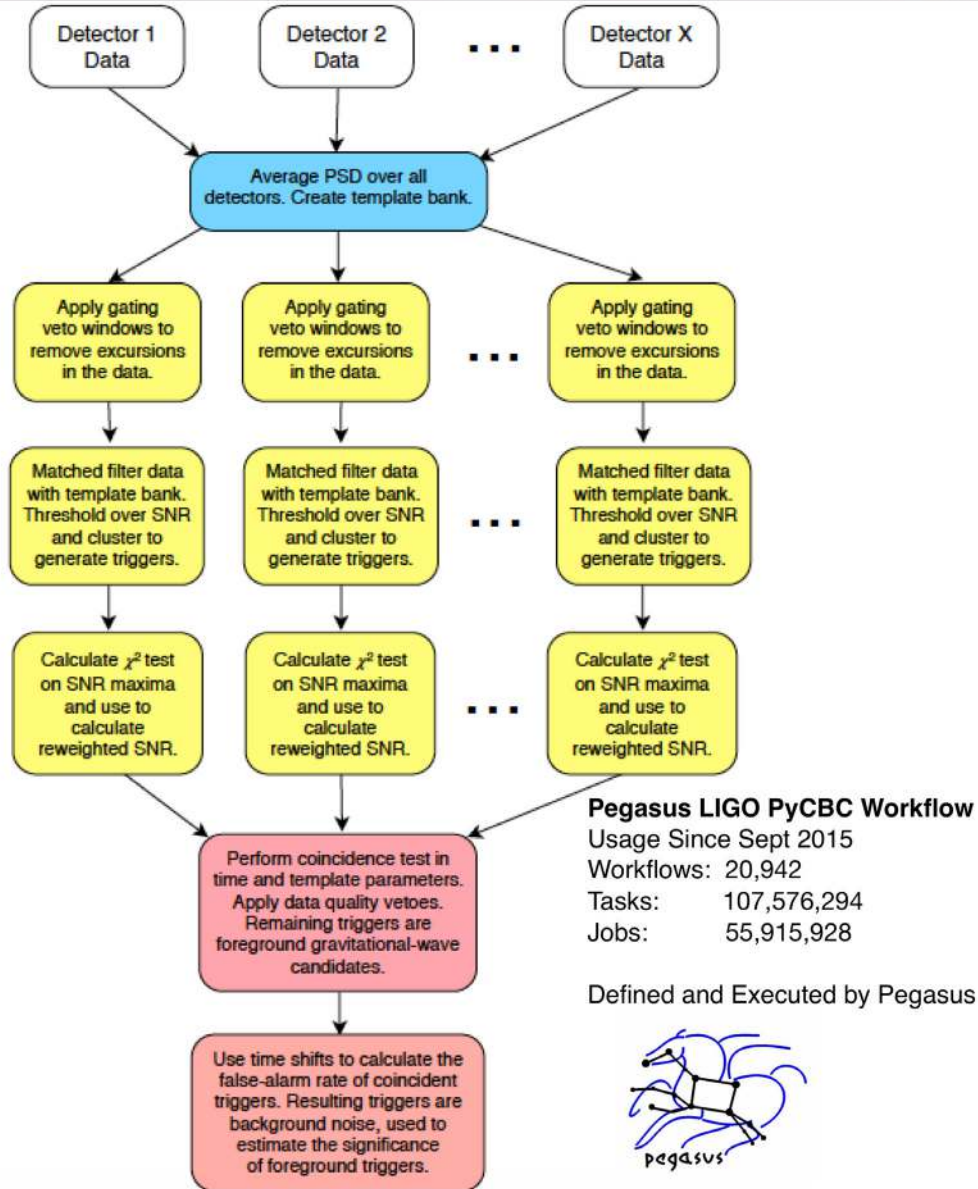 Detector 1
Data
Detector 2
Data
...
Detector X
Data
Average PSD over all
detectors. Create template bank.
Apply gating
veto windows to
remove excursions
in the data.
Apply gating
veto windows to
remove excursions
in the data.
...
Apply gating
veto windows to
remove excursions
in the data.
Matched filter data
with template bank.
Threshold over SNR
and cluster to
generate triggers.
Matched filter data
with template bank.
Threshold over SNR
and cluster to
generate triggers.
...
Matched filter data
with template bank.
Threshold over SNR
and cluster to
generate triggers.
Calculate χ² test
on SNR maxima
and use to
calculate
reweighted SNR.
Calculate χ² test
on SNR maxima
and use to
calculate
reweighted SNR.
...
Calculate χ² test
on SNR maxima
and use to
calculate
reweighted SNR.
Perform coincidence test in
time and template parameters.
Apply data quality vetoes.
Remaining triggers are
foreground gravitational-wave
candidates.
Use time shifts to calculate the
false-alarm rate of coincident
triggers. Resulting triggers are
background noise, used to
estimate the significance
of foreground triggers.
Pegasus LIGO PyCBC Workflow
Usage Since Sept 2015
Workflows: 20,942
Tasks: 107,576,294
Jobs: 55,915,928
Defined and Executed by Pegasus
pegasus